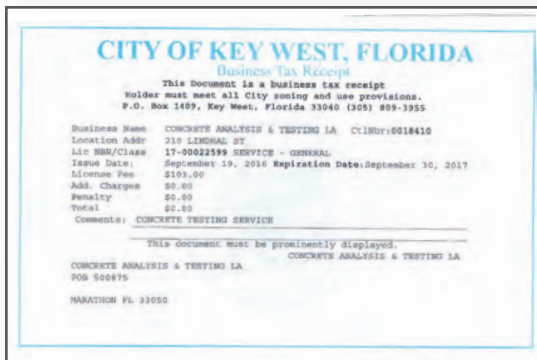 CITY OF KEY WEST, FLORIDA
Business Tax Receipt
This Document is a business tax receipt
Holder must meet all City zoning and use provisions.
P.O. Box 1409, Key West, Florida 33040 (305) 809-3955
Business Name CONCRETE ANALYSIS & TESTING LA CtlNbr:0018410
Location Addr 210 LINDHAL ST
Lic NBR/Class 17-00022599 SERVICE - GENERAL
Issue Date: September 19, 2016 Expiration Date:September 30, 2017
License Fee $103.00
Add. Charges $0.00
Penalty $0.00
Total $0.00
Comments: CONCRETE TESTING SERVICE
This document must be prominently displayed.
CONCRETE ANALYSIS & TESTING LA
CONCRETE ANALYSIS & TESTING LA
POB 500875
MARATHON FL 33050